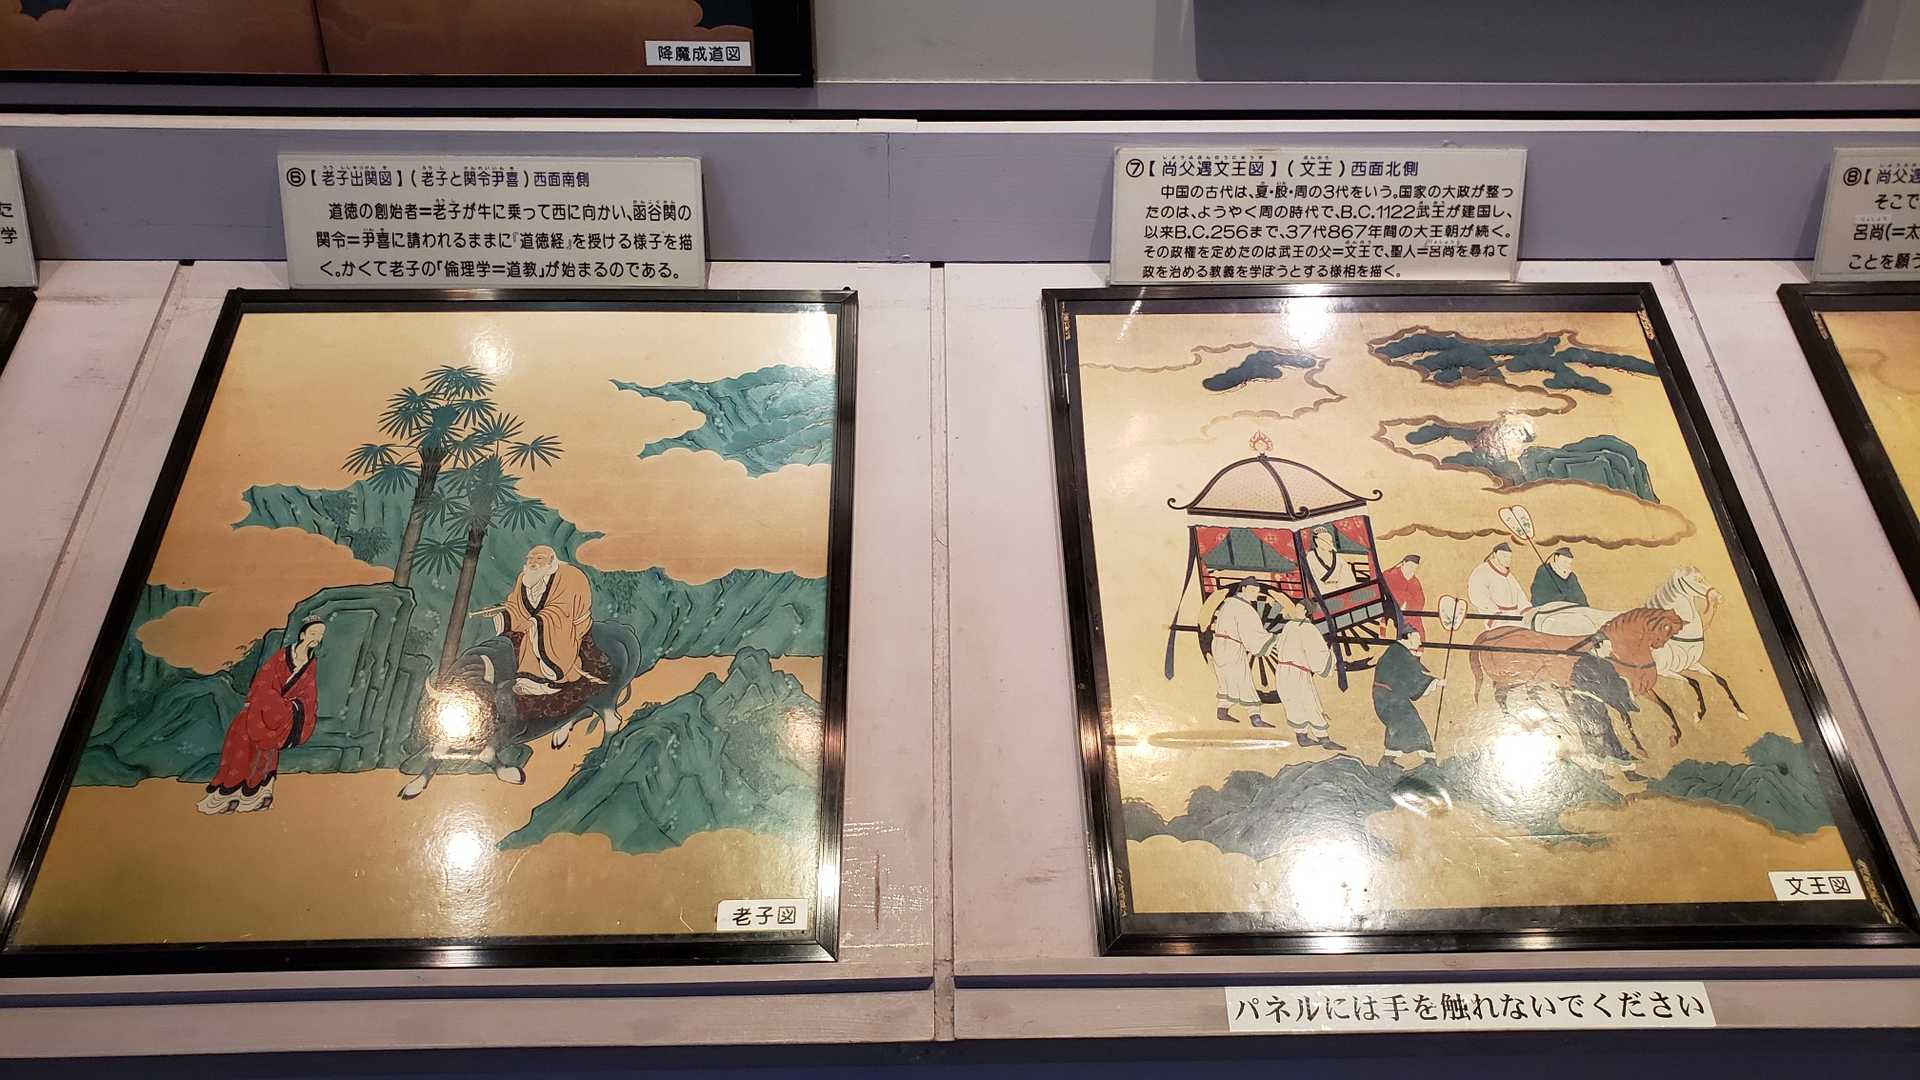 降魔成道図
⑥【老子出関図】(老子と関令尹喜)西面南側
道徳の創始者=老子が牛に乗って西に向かい、函谷関の
関令=尹喜に請われるままに『道徳経』を授ける様子を描
く。かくて老子の「倫理学=道教」が始まるのである。
⑦【尚父遇文王図】(文王)西面北側
中国の古代は、夏・殷・周の3代をいう。国家の大政が整っ
たのは、ようやく周の時代で、B.C.1122武王が建国し、
以来B.C.256まで、37代867年間の大王朝が続く。
その政権を定めたのは武王の父=文王で、聖人=呂尚を尋ねて
政を治める教義を学ぼうとする様相を描く。
⑧【尚父遇
そこで
呂尚(=太
ことを願う
た
学
老子図
文王図
パネルには手を触れないでください